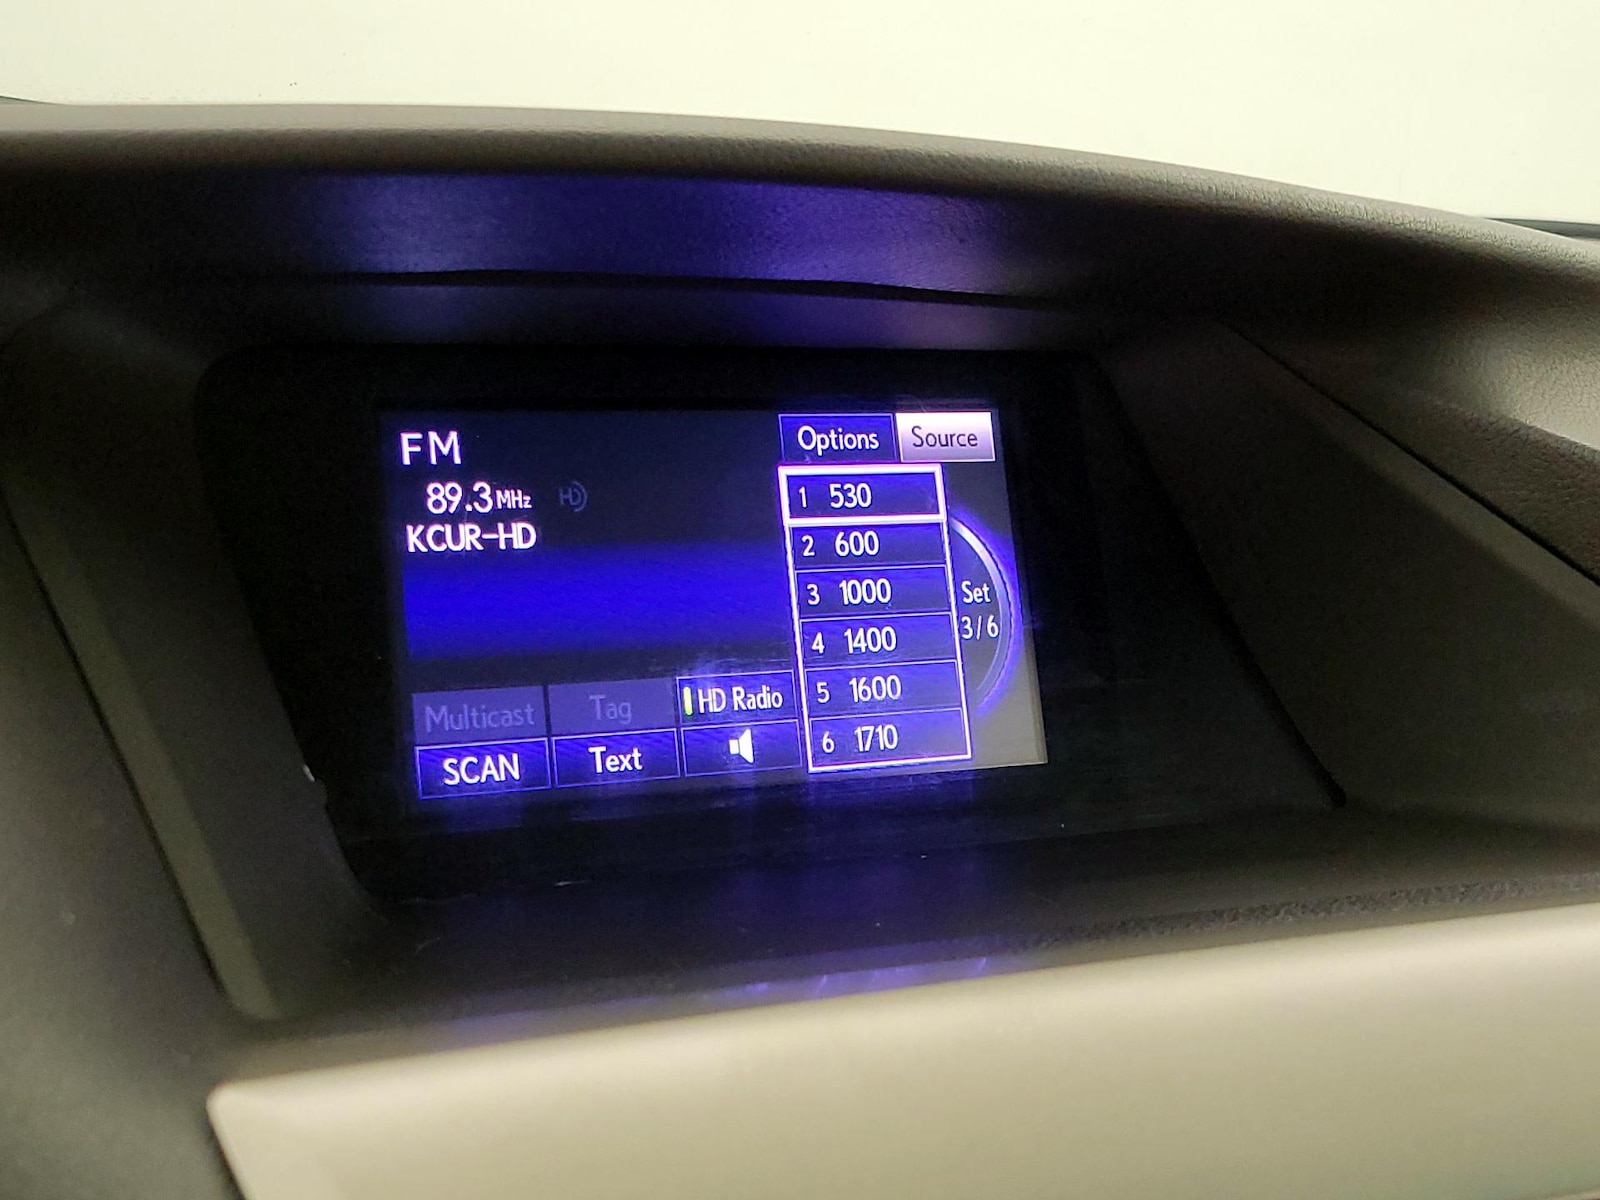 FM
89.3 MHz HD
KCUR-HD
Options
Source
1 530
2 600
3 1000
4 1400
5 1600
6 1710
Set
3/6
Multicast
Tag
HD Radio
SCAN
Text